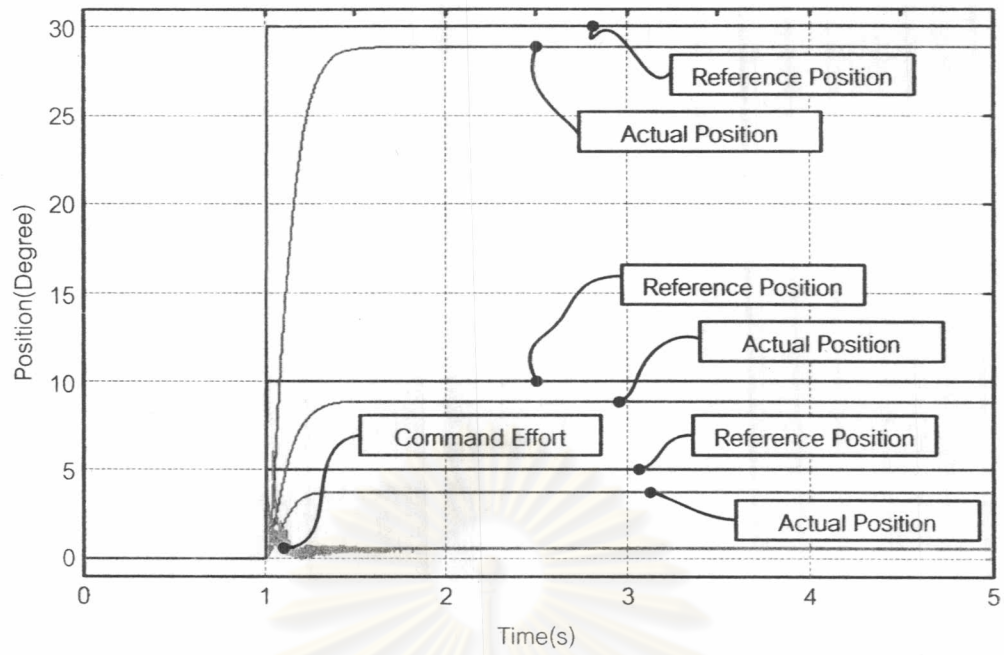 30
Reference Position
25
Actual Position
20
Position(Degree)
15
Reference Position
Actual Position
10
Command Effort
Reference Position
5
Actual Position
0
0 1 2 3 4 5
Time(s)